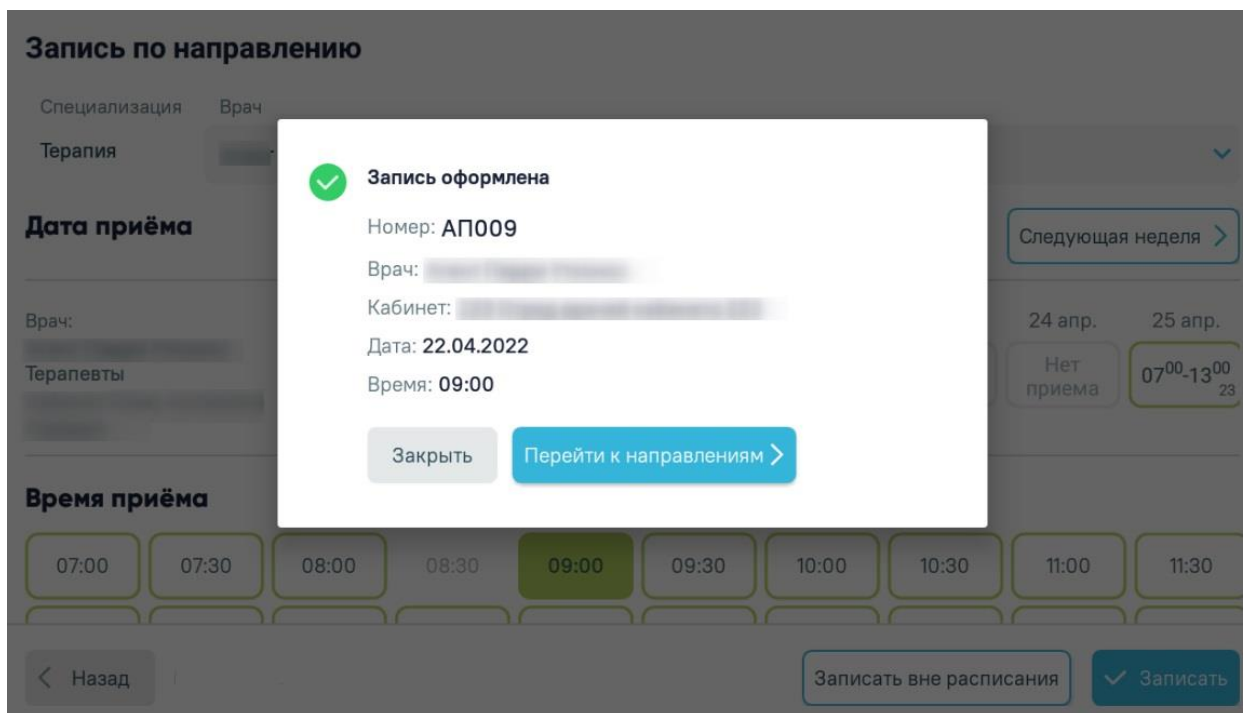 Запись по направлению
Специализация Врач
Терапия
Запись оформлена
Номер: АП009
Врач:
Кабинет:
Дата: 22.04.2022
Время: 09:00
Закрыть Перейти к направлениям
Дата приёма
Следующая неделя
Врач:
Терапевты
24 апр. 25 апр.
Нет приема
07⁰⁰-13⁰⁰
23
Время приёма
07:00 07:30 08:00 08:30 09:00 09:30 10:00 10:30 11:00 11:30
Назад Записать вне расписания Записать